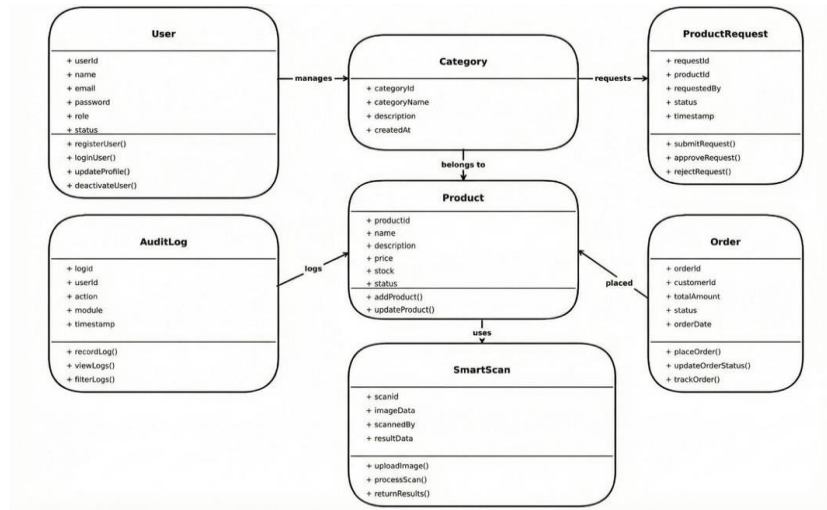 User
+ userId
+ name
+ email
+ password
+ role
+ status
+ registerUser()
+ loginUser()
+ updateProfile()
+ deactivateUser()
manages
Category
+ categoryId
+ categoryName
+ description
+ createdAt
requests
ProductRequest
+ requestId
+ productId
+ requestedBy
+ status
+ timestamp
+ submitRequest()
+ approveRequest()
+ rejectRequest()
belongs to
AuditLog
+ logid
+ userId
+ action
+ module
+ timestamp
+ recordLog()
+ viewLogs()
+ filterLogs()
logs
Product
+ productid
+ name
+ description
+ price
+ stock
+ status
+ addProduct()
+ updateProduct()
placed
Order
+ orderId
+ customerId
+ totalAmount
+ status
+ orderDate
+ placeOrder()
+ updateOrderStatus()
+ trackOrder()
uses
SmartScan
+ scanid
+ imageData
+ scannedBy
+ resultData
+ uploadImage()
+ processScan()
+ returnResults()